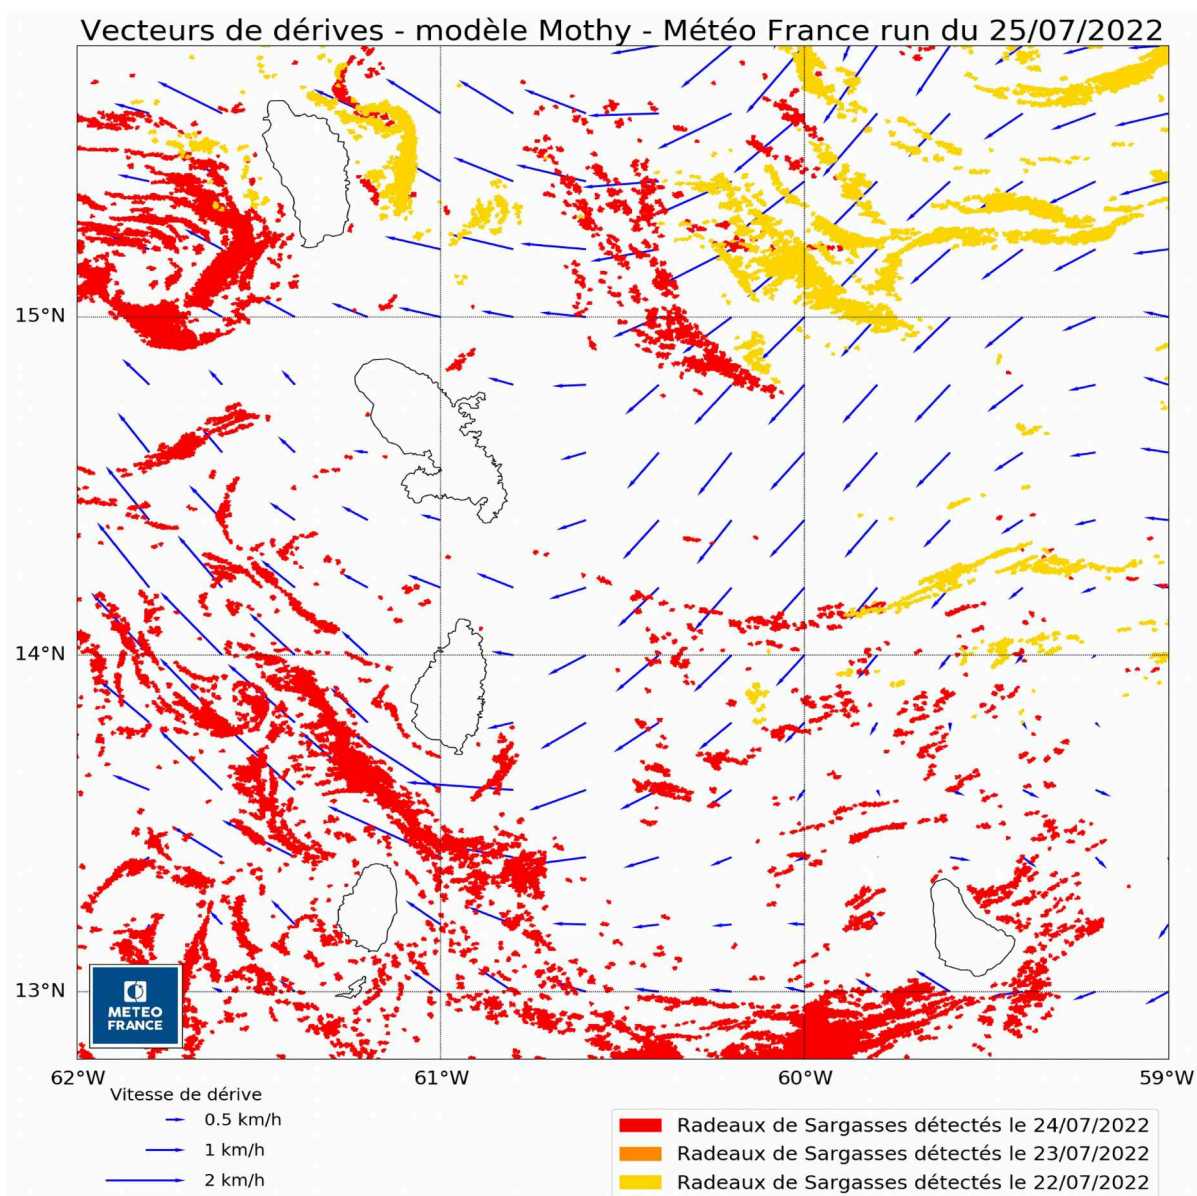 Vecteurs de dérives - modèle Mothy - Météo France run du 25/07/2022
15°N
14°N
13°N
METEO
FRANCE
62°W
61°W
60°W
59°W
Vitesse de dérive
0.5 km/h
1 km/h
2 km/h
Radeaux de Sargasses détectés le 24/07/2022
Radeaux de Sargasses détectés le 23/07/2022
Radeaux de Sargasses détectés le 22/07/2022